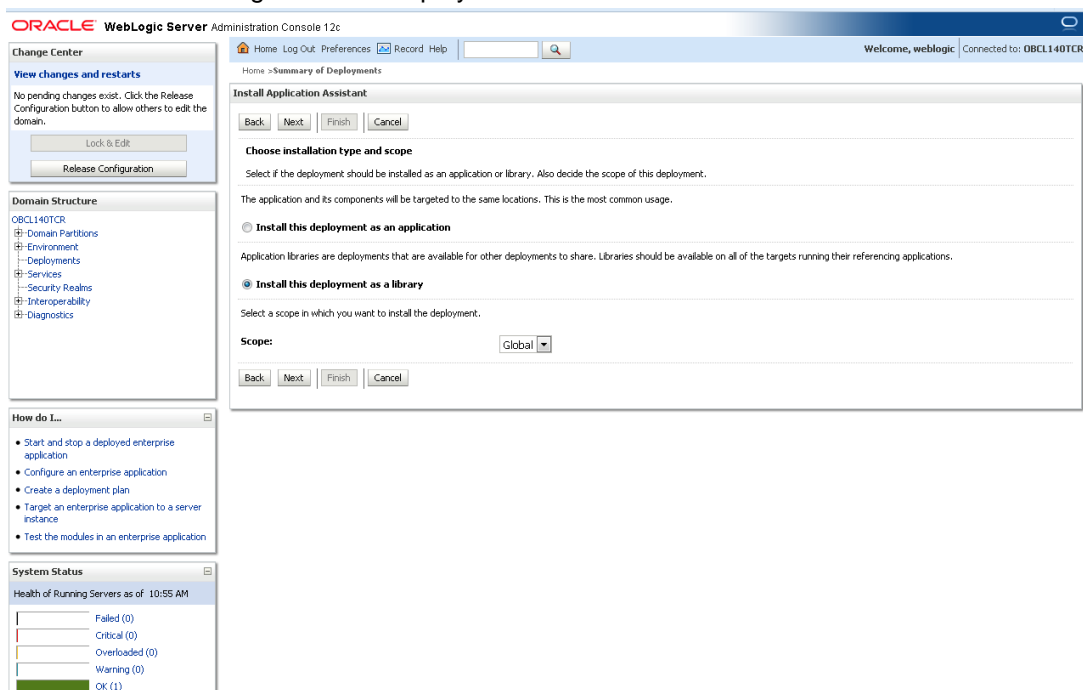 ORACLE WebLogic Server Administration Console 12c
Change Center
View changes and restarts
No pending changes exist. Click the Release
Configuration button to allow others to edit the
domain.
Lock & Edit
Release Configuration
Domain Structure
OBCL140TCR
Domain Partitions
Environment
Deployments
Services
Security Realms
Interoperability
Diagnostics
How do I...
Start and stop a deployed enterprise
application
Configure an enterprise application
Create a deployment plan
Target an enterprise application to a server
instance
Test the modules in an enterprise application
System Status
Health of Running Servers as of 10:55 AM
Failed (0)
Critical (0)
Overloaded (0)
Warning (0)
OK (1)
Home Log Out Preferences Record Help
Welcome, weblogic Connected to: OBCL140TCR
Home >Summary of Deployments
Install Application Assistant
Back Next Finish Cancel
Choose installation type and scope
Select if the deployment should be installed as an application or library. Also decide the scope of this deployment.
The application and its components will be targeted to the same locations. This is the most common usage.
Install this deployment as an application
Application libraries are deployments that are available for other deployments to share. Libraries should be available on all of the targets running their referencing applications.
Install this deployment as a library
Select a scope in which you want to install the deployment.
Scope: Global
Back Next Finish Cancel